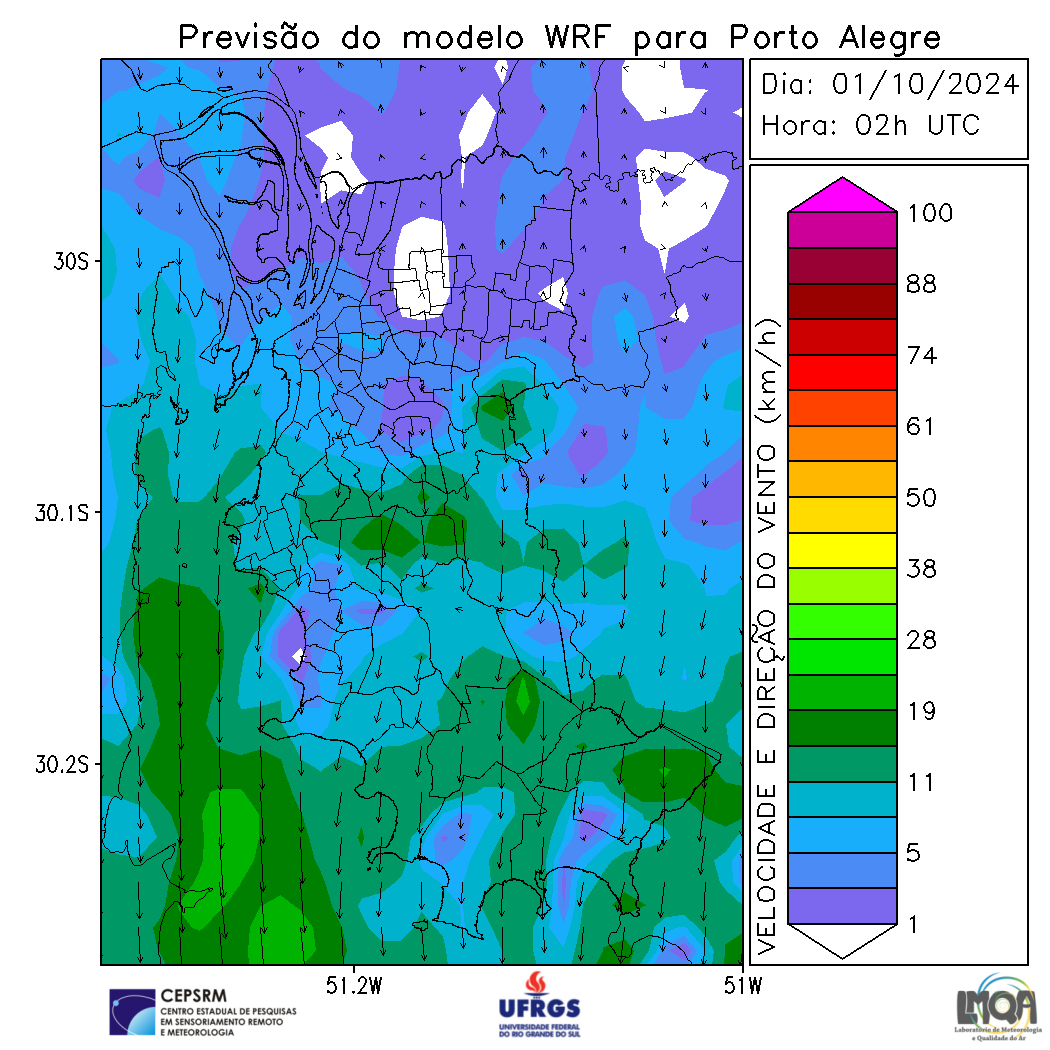 Previsão do modelo WRF para Porto Alegre
Dia: 01/10/2024
Hora: 02h UTC
30S
30.1S
30.2S
51.2W
51W
VELOCIDADE E DIREÇÃO DO VENTO (km/h)
100
88
74
61
50
38
28
19
11
5
1
CEPSRM
CENTRO ESTADUAL DE PESQUISAS
EM SENSORIAMENTO REMOTO
E METEOROLOGIA
UFRGS
UNIVERSIDADE FEDERAL
DO RIO GRANDE DO SUL
LMQA
Laboratório de Meteorologia
e Qualidade do Ar